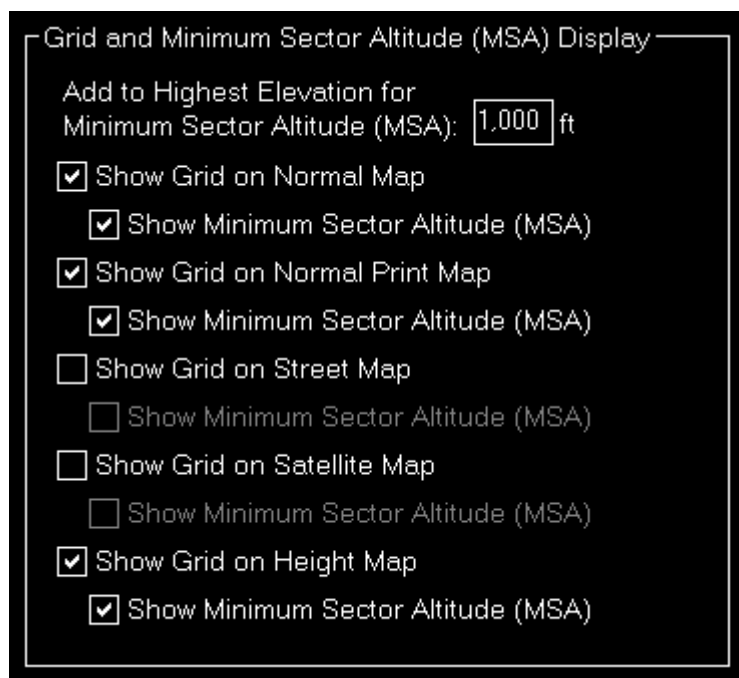 Grid and Minimum Sector Altitude (MSA) Display
Add to Highest Elevation for
Minimum Sector Altitude (MSA): 1,000 ft
Show Grid on Normal Map
Show Minimum Sector Altitude (MSA)
Show Grid on Normal Print Map
Show Minimum Sector Altitude (MSA)
Show Grid on Street Map
Show Minimum Sector Altitude (MSA)
Show Grid on Satellite Map
Show Minimum Sector Altitude (MSA)
Show Grid on Height Map
Show Minimum Sector Altitude (MSA)